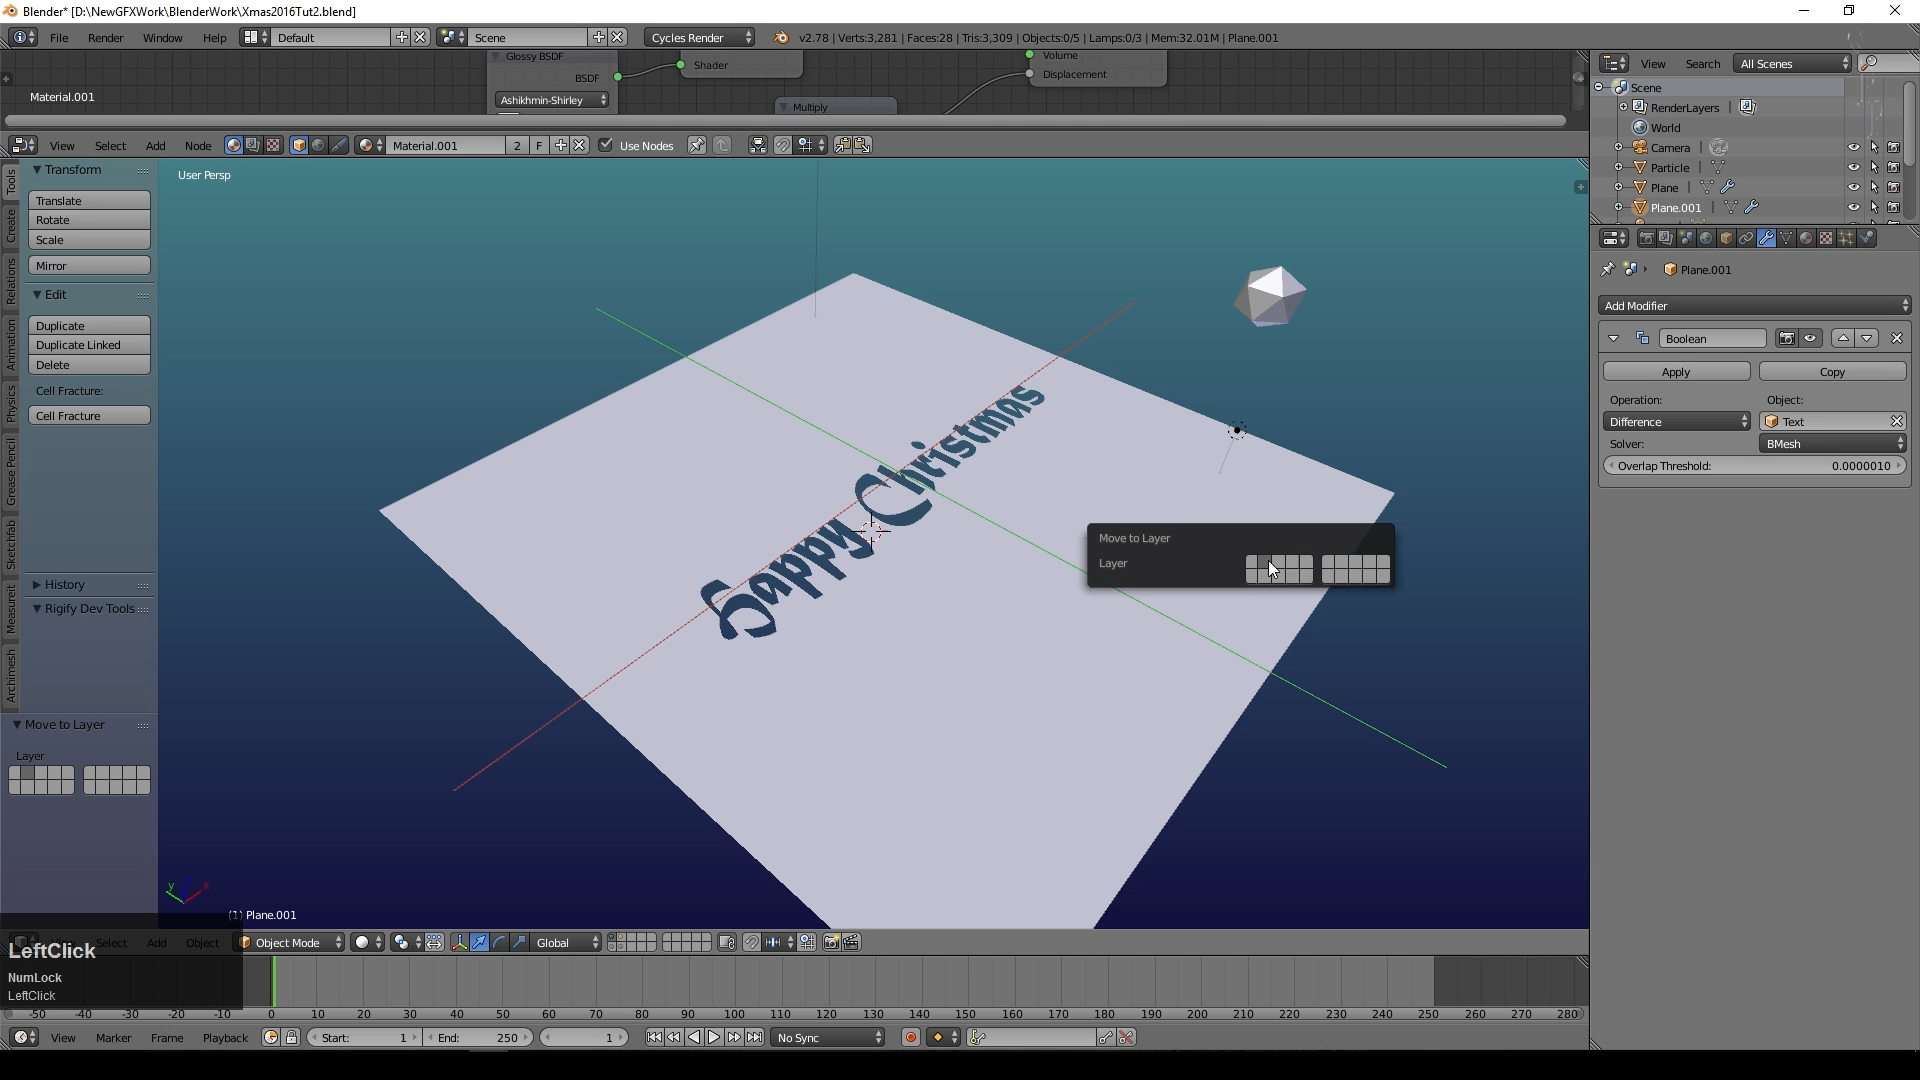 Blender* [D:\NewGFXWork\BlenderWork\Xmas2016Tut2.blend]
File Render Window Help Default Scene Cycles Render v2.78 | Verts:3,281 | Faces:28 | Tris:3,309 | Objects:0/5 | Lamps:0/3 | Mem:32.01M | Plane.001
Glossy BSDF
BSDF
Ashikhmin-Shirley
Shader
Multiply
Volume
Displacement
Material.001
View Select Add Node Material.001 2 F Use Nodes
View Search All Scenes
Scene
RenderLayers |
World
Camera |
Particle |
Plane |
Plane.001 |
Tools
Create
Relations
Animation
Physics
Grease Pencil
Sketchfab
Measureit
Archimesh
Transform
Translate
Rotate
Scale
Mirror
Edit
Duplicate
Duplicate Linked
Delete
Cell Fracture:
Cell Fracture
History
Rigify Dev Tools
Move to Layer
Layer
User Persp
Happy Christmas
Move to Layer
Layer
y x
(1) Plane.001
Plane.001
Add Modifier
Boolean
Apply Copy
Operation: Object:
Difference Text
Solver: BMesh
Overlap Threshold: 0.0000010
Select Add Object Object Mode Global
LeftClick
NumLock
LeftClick
-50 -40 -30 -20 -10 0 10 20 30 40 50 60 70 80 90 100 110 120 130 140 150 160 170 180 190 200 210 220 230 240 250 260 270 280
View Marker Frame Playback Start: 1 End: 250 1 No Sync